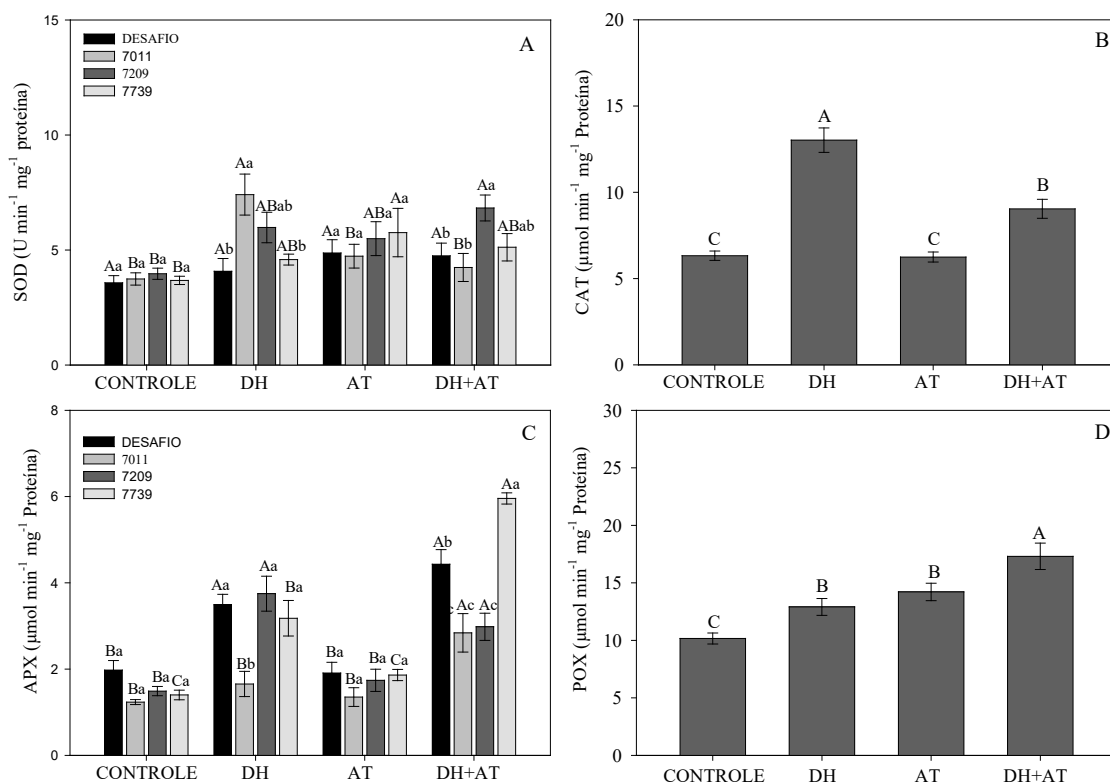 A
DESAFIO
7011
7209
7739
SOD (U min⁻¹ mg⁻¹ proteína)
15
10
5
0
Aa Ba Ba Ba
Ab Aa ABab ABb
Aa Ba ABa Aa
Ab Bb Aa ABab
CONTROLE DH AT DH+AT
B
CAT (µmol min⁻¹ mg⁻¹ Proteína)
20
15
10
5
0
C A C B
CONTROLE DH AT DH+AT
C
DESAFIO
7011
7209
7739
APX (µmol min⁻¹ mg⁻¹ Proteína)
8
6
4
2
0
Ba Ba Ba Ca
Aa Bb Aa Ba
Ba Ba Ba Ca
Ab c Ac Ac Aa
CONTROLE DH AT DH+AT
D
POX (µmol min⁻¹ mg⁻¹ Proteína)
30
25
20
15
10
5
0
C B B A
CONTROLE DH AT DH+AT